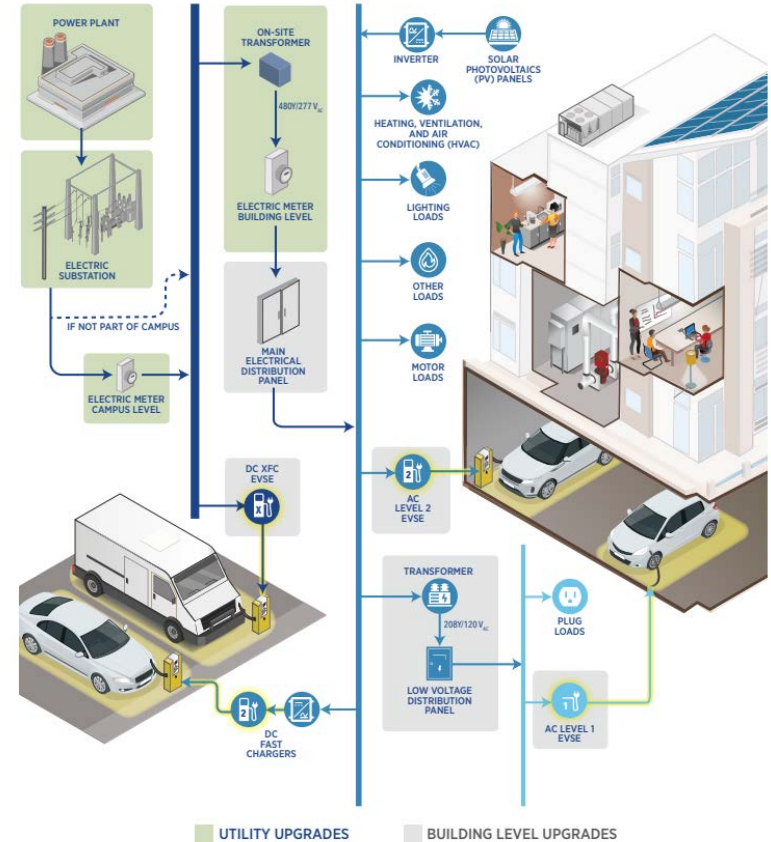 POWER PLANT
ELECTRIC
SUBSTATION
IF NOT PART OF CAMPUS
ELECTRIC METER
CAMPUS LEVEL
ON-SITE
TRANSFORMER
480Y/277 VAC
ELECTRIC METER
BUILDING LEVEL
MAIN
ELECTRICAL
DISTRIBUTION
PANEL
INVERTER
SOLAR
PHOTOVOLTAICS
(PV) PANELS
HEATING, VENTILATION,
AND AIR
CONDITIONING (HVAC)
LIGHTING
LOADS
OTHER
LOADS
MOTOR
LOADS
DC XFC
EVSE
X
2
AC
LEVEL 2
EVSE
TRANSFORMER
208Y/120 VAC
LOW VOLTAGE
DISTRIBUTION
PANEL
PLUG
LOADS
1
AC LEVEL 1
EVSE
2
DC
FAST
CHARGERS
UTILITY UPGRADES
BUILDING LEVEL UPGRADES